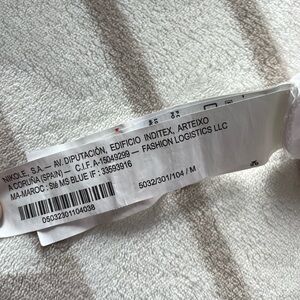 NIKOLE, S.A. — AV. DIPUTACIÓN, EDIFICIO INDITEX, ARTEIXO
A CORUÑA (SPAIN) — C.I.F. A-15049299 — FASHION LOGISTICS LLC
MA-MAROC : Sté MS BLUE IF : 33593916
05032301104038
5032/301/104 / M